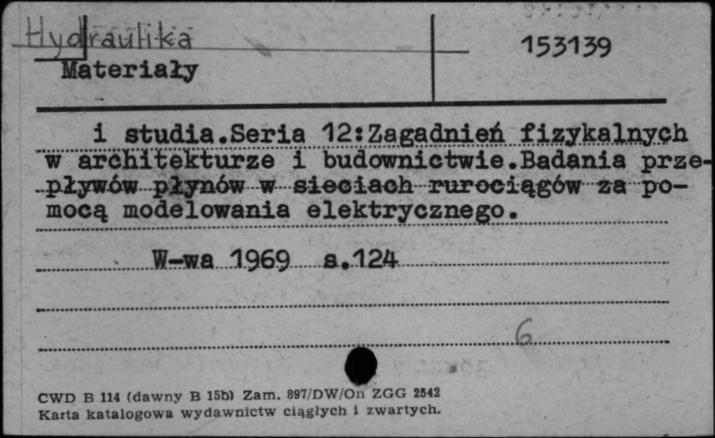 Hydraulika
153139
Materiały
i studia.Seria 12:Zagadnień fizykalnych
w architekturze i budownictwie.Badania prze-
pływów płynów w sieciach rurociągów za po-
mocą modelowania elektrycznego.
W-wa 1969 s.124
6
CWD B 114 (dawny B 15b) Zam. 897/DW/On ZGG 2542
Karta katalogowa wydawnictw ciągłych i zwartych.